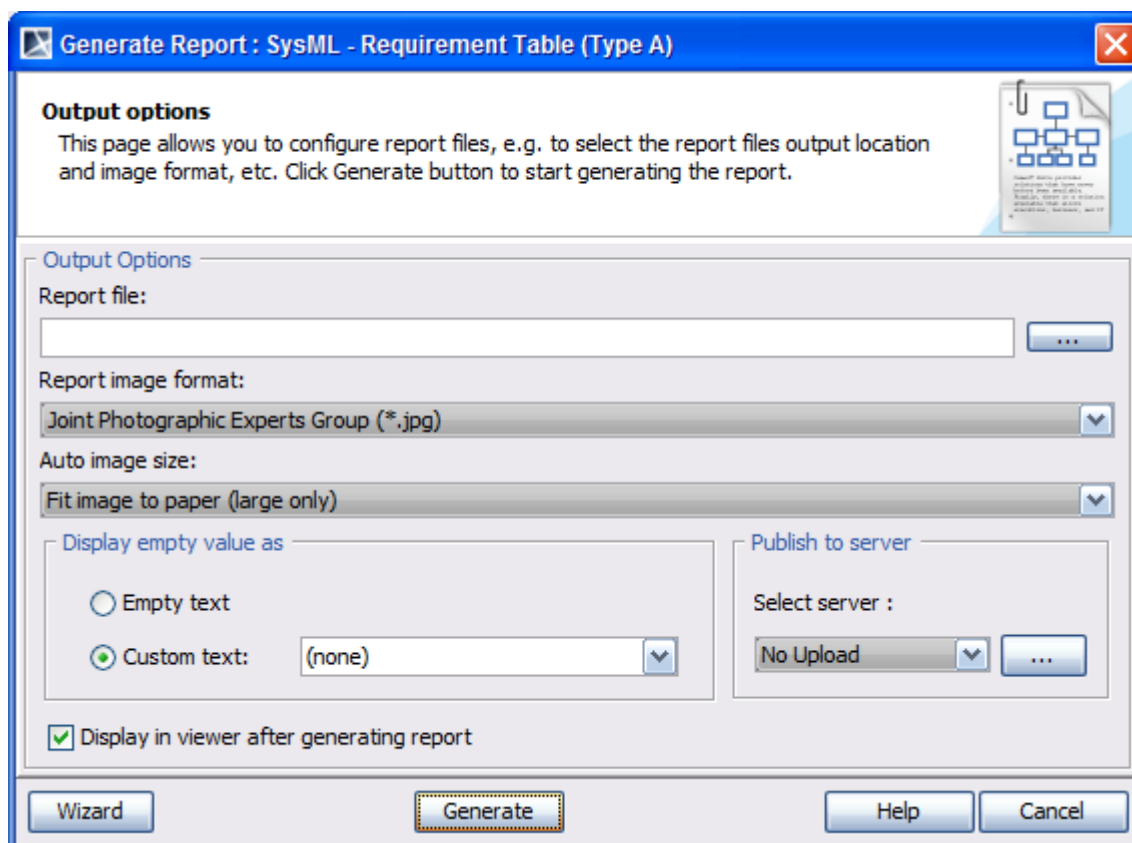 Generate Report : SysML - Requirement Table (Type A)
Output options
This page allows you to configure report files, e.g. to select the report files output location
and image format, etc. Click Generate button to start generating the report.
Output Options
Report file:
...
Report image format:
Joint Photographic Experts Group (*.jpg)
Auto image size:
Fit image to paper (large only)
Display empty value as
Publish to server
Empty text
Select server :
Custom text: (none)
No Upload ...
Display in viewer after generating report
Wizard Generate Help Cancel